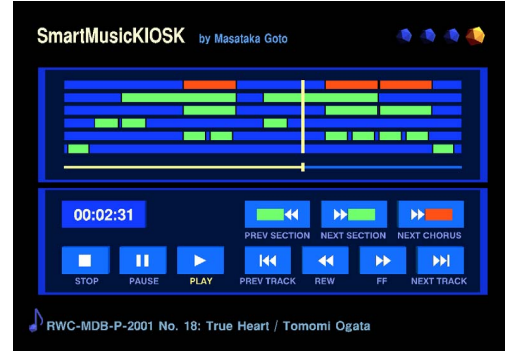 SmartMusicKIOSK by Masataka Goto
00:02:31
PREV SECTION NEXT SECTION NEXT CHORUS
STOP PAUSE PLAY PREV TRACK REW FF NEXT TRACK
RWC-MDB-P-2001 No. 18: True Heart / Tomomi Ogata